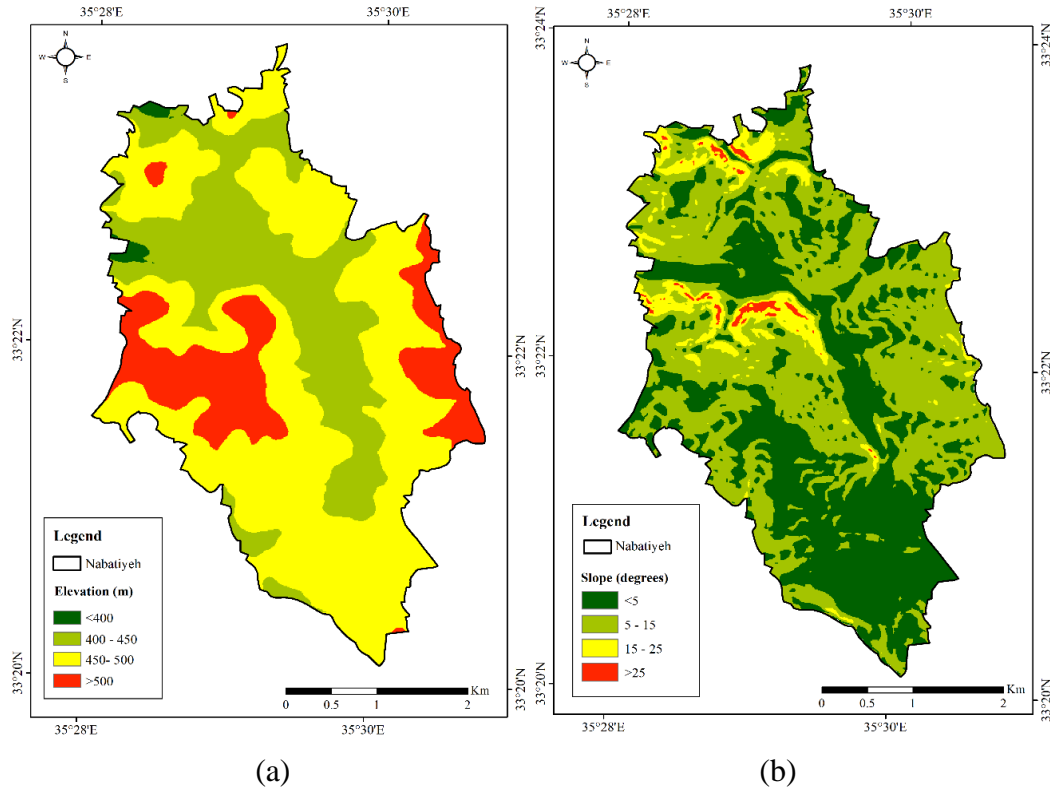 35°28'E
35°30'E
N
W
E
S
33°22'N
33°22'N
33°20'N
33°20'N
Legend
Nabatiyeh
Elevation (m)
<400
400 - 450
450- 500
>500
Km
0
0.5
1
2
35°28'E
35°30'E
(a)
35°28'E
35°30'E
33°24'N
33°24'N
N
W
E
S
33°22'N
33°22'N
33°20'N
33°20'N
Legend
Nabatiyeh
Slope (degrees)
<5
5 - 15
15 - 25
>25
Km
0
0.5
1
2
35°28'E
35°30'E
(b)